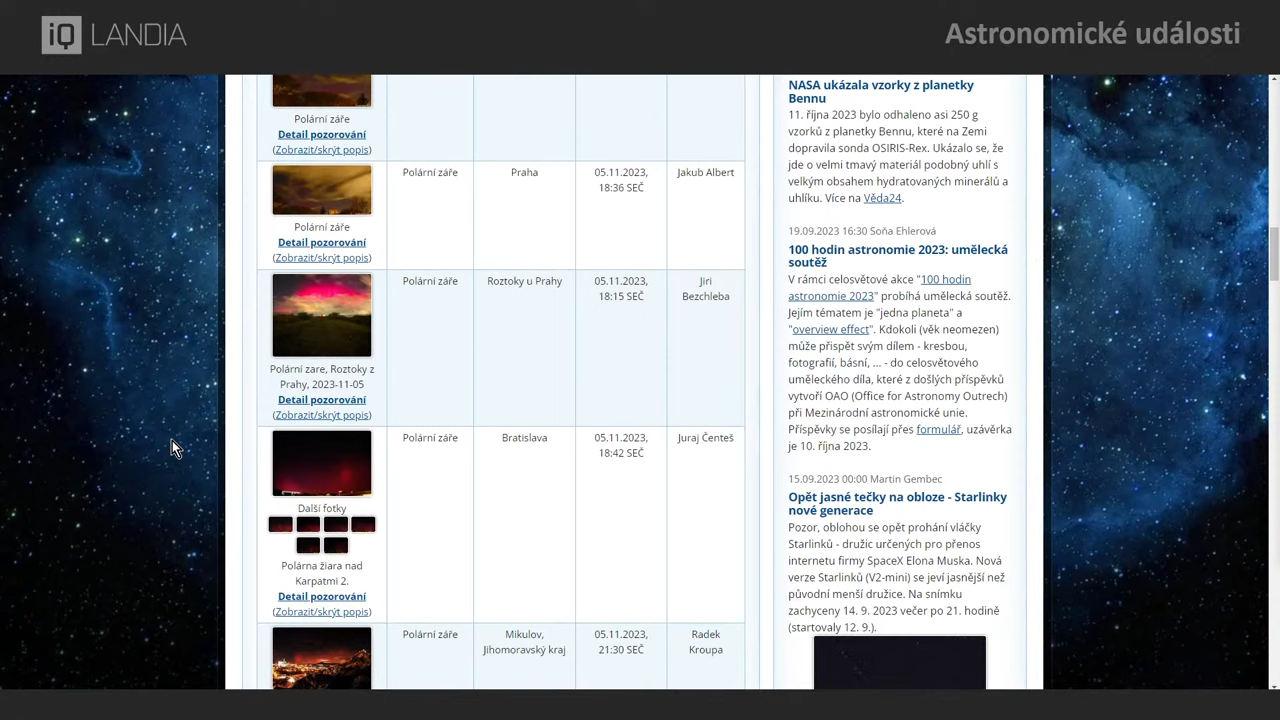 iQ LANDIA
Astronomické události
Polární záře
Detail pozorování
(Zobrazit/skrýt popis)
Polární záře
Praha
05.11.2023,
18:36 SEČ
Jakub Albert
Polární záře
Detail pozorování
(Zobrazit/skrýt popis)
Polární záře
Roztoky u Prahy
05.11.2023,
18:15 SEČ
Jiri
Bezchleba
Polární zare, Roztoky z
Prahy, 2023-11-05
Detail pozorování
(Zobrazit/skrýt popis)
Polární záře
Bratislava
05.11.2023,
18:42 SEČ
Juraj Čenteš
Další fotky
Polárna žiara nad
Karpatmi 2.
Detail pozorování
(Zobrazit/skrýt popis)
Polární záře
Mikulov,
Jihomoravský kraj
05.11.2023,
21:30 SEČ
Radek
Kroupa
NASA ukázala vzorky z planetky
Bennu
11. října 2023 bylo odhaleno asi 250 g
vzorků z planetky Bennu, které na Zemi
dopravila sonda OSIRIS-Rex. Ukázalo se, že
jde o velmi tmavý materiál podobný uhlí s
velkým obsahem hydratovaných minerálů a
uhlíku. Více na Věda24.
19.09.2023 16:30 Soňa Ehlerová
100 hodin astronomie 2023: umělecká
soutěž
V rámci celosvětové akce "100 hodin
astronomie 2023" probíhá umělecká soutěž.
Jejím tématem je "jedna planeta" a
"overview effect". Kdokoli (věk neomezen)
může přispět svým dílem - kresbou,
fotografií, básní, ... - do celosvětového
uměleckého díla, které z došlých příspěvků
vytvoří OAO (Office for Astronomy Outrech)
při Mezinárodní astronomické unie.
Příspěvky se posílají přes formulář, uzávěrka
je 10. října 2023.
15.09.2023 00:00 Martin Gembec
Opět jasné tečky na obloze - Starlinky
nové generace
Pozor, oblohou se opět prohání vláčky
Starlinků - družic určených pro přenos
internetu firmy SpaceX Elona Muska. Nová
verze Starlinků (V2-mini) se jeví jasnější než
původní menší družice. Na snímku
zachyceny 14. 9. 2023 večer po 21. hodině
(startovaly 12. 9.).